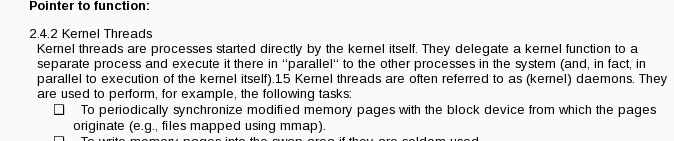 Pointer to function:
2.4.2 Kernel Threads
Kernel threads are processes started directly by the kernel itself. They delegate a kernel function to a
separate process and execute it there in “parallel“ to the other processes in the system (and, in fact, in
parallel to execution of the kernel itself).15 Kernel threads are often referred to as (kernel) daemons. They
are used to perform, for example, the following tasks:
❑ To periodically synchronize modified memory pages with the block device from which the pages
originate (e.g., files mapped using mmap).
❑ To write memory pages into the swap area if they are seldom used.